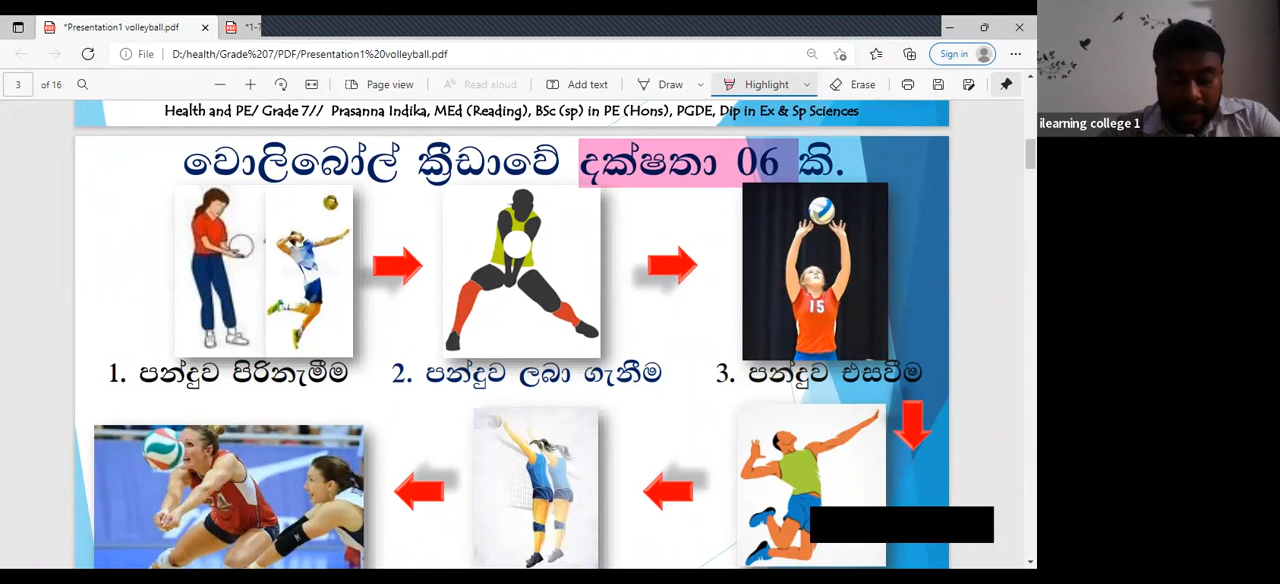 *Presentation1 volleyball.pdf
*1-7
File
D:/health/Grade%207/PDF/Presentation1%20volleyball.pdf
Sign in
3 of 16
Page view
Read aloud
Add text
Draw
Highlight
Erase
ilearning college 1
Health and PE/ Grade 7// Prasanna Indika, MEd (Reading), BSc (sp) in PE (Hons), PGDE, Dip in Ex & Sp Sciences
වොලිබෝල් ක්‍රීඩාවේ දක්ෂතා 06 කි.
15
1. පන්දුව පිරිනැමීම
2. පන්දුව ලබා ගැනීම
3. පන්දුව එසවීම